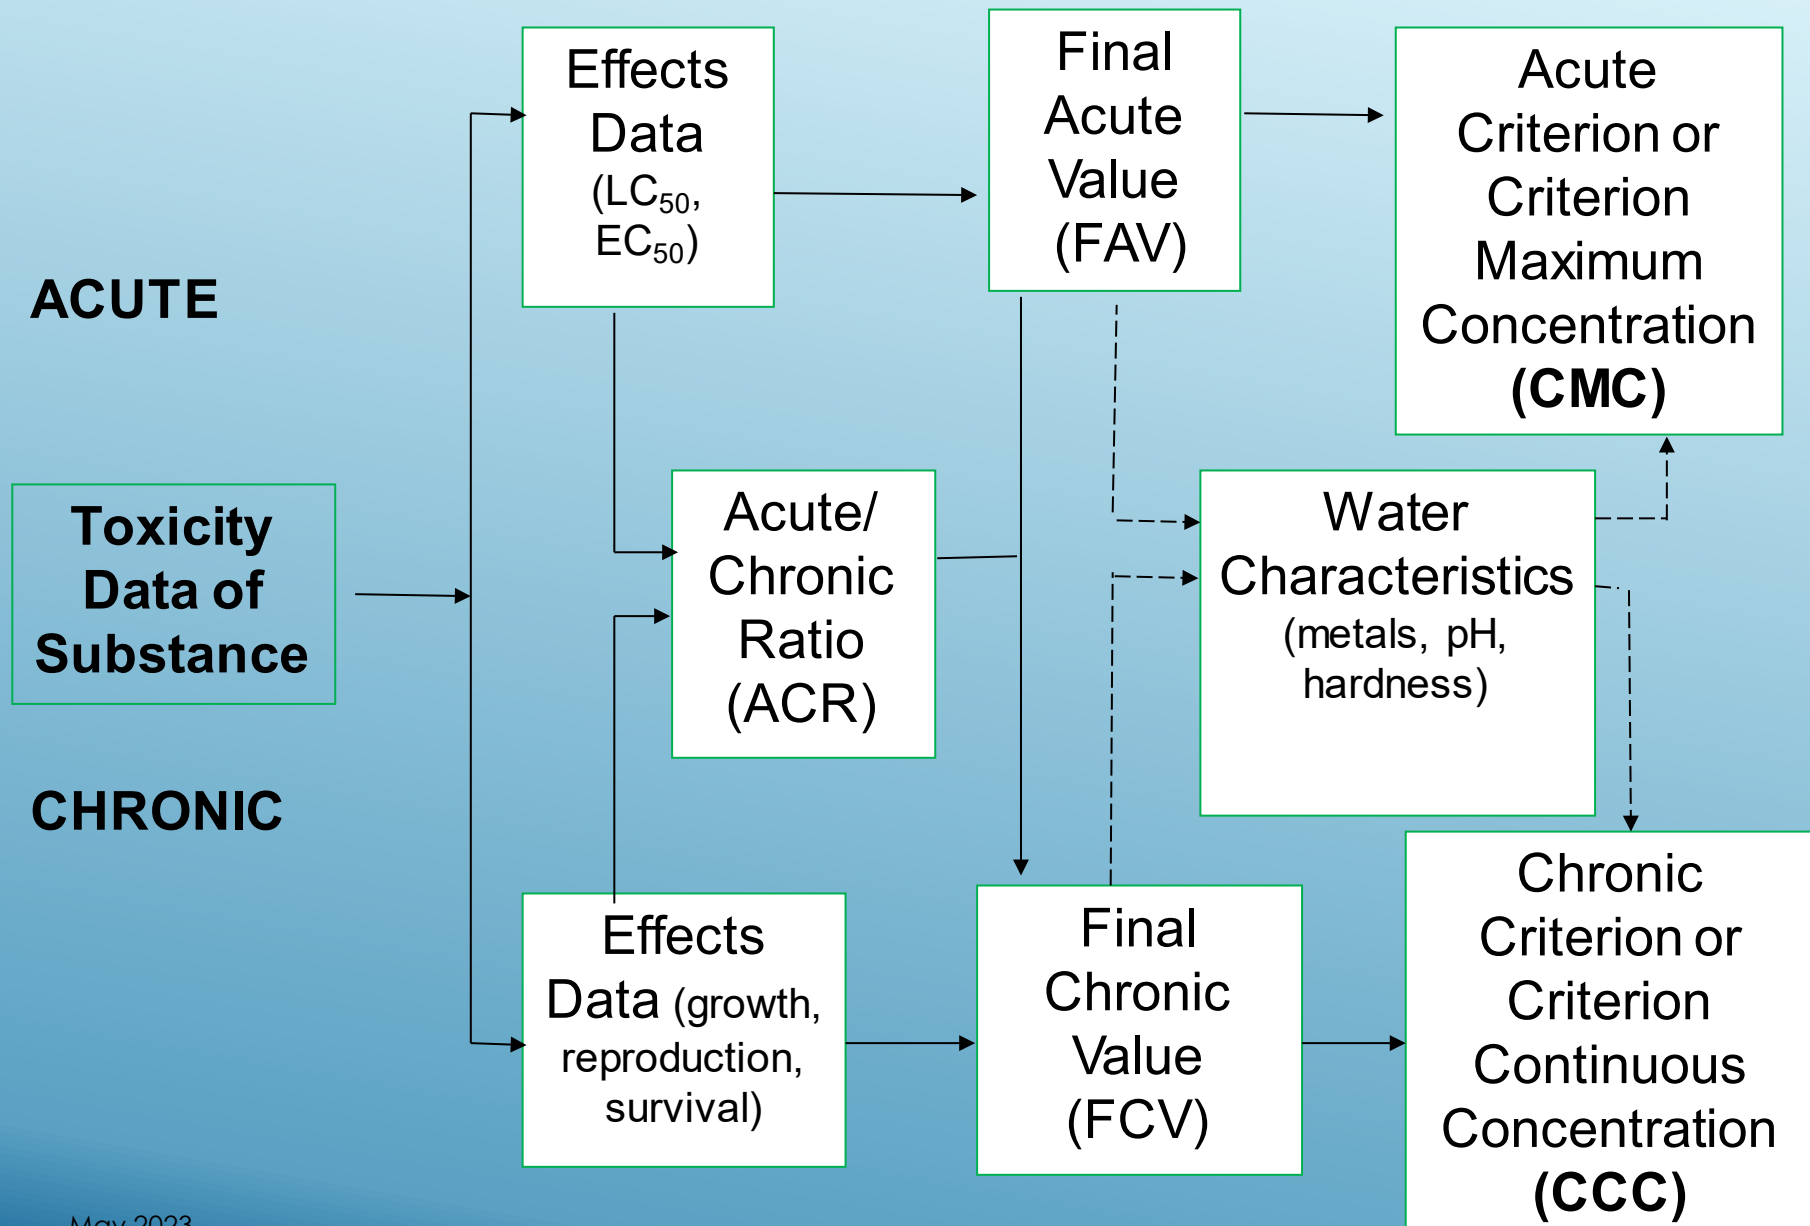 Effects
Data
(LC₅₀,
EC₅₀)
Final
Acute
Value
(FAV)
Acute
Criterion or
Criterion
Maximum
Concentration
(CMC)
ACUTE
Toxicity
Data of
Substance
Acute/
Chronic
Ratio
(ACR)
Water
Characteristics
(metals, pH,
hardness)
CHRONIC
Effects
Data (growth,
reproduction,
survival)
Final
Chronic
Value
(FCV)
Chronic
Criterion or
Criterion
Continuous
Concentration
(CCC)
May 2023